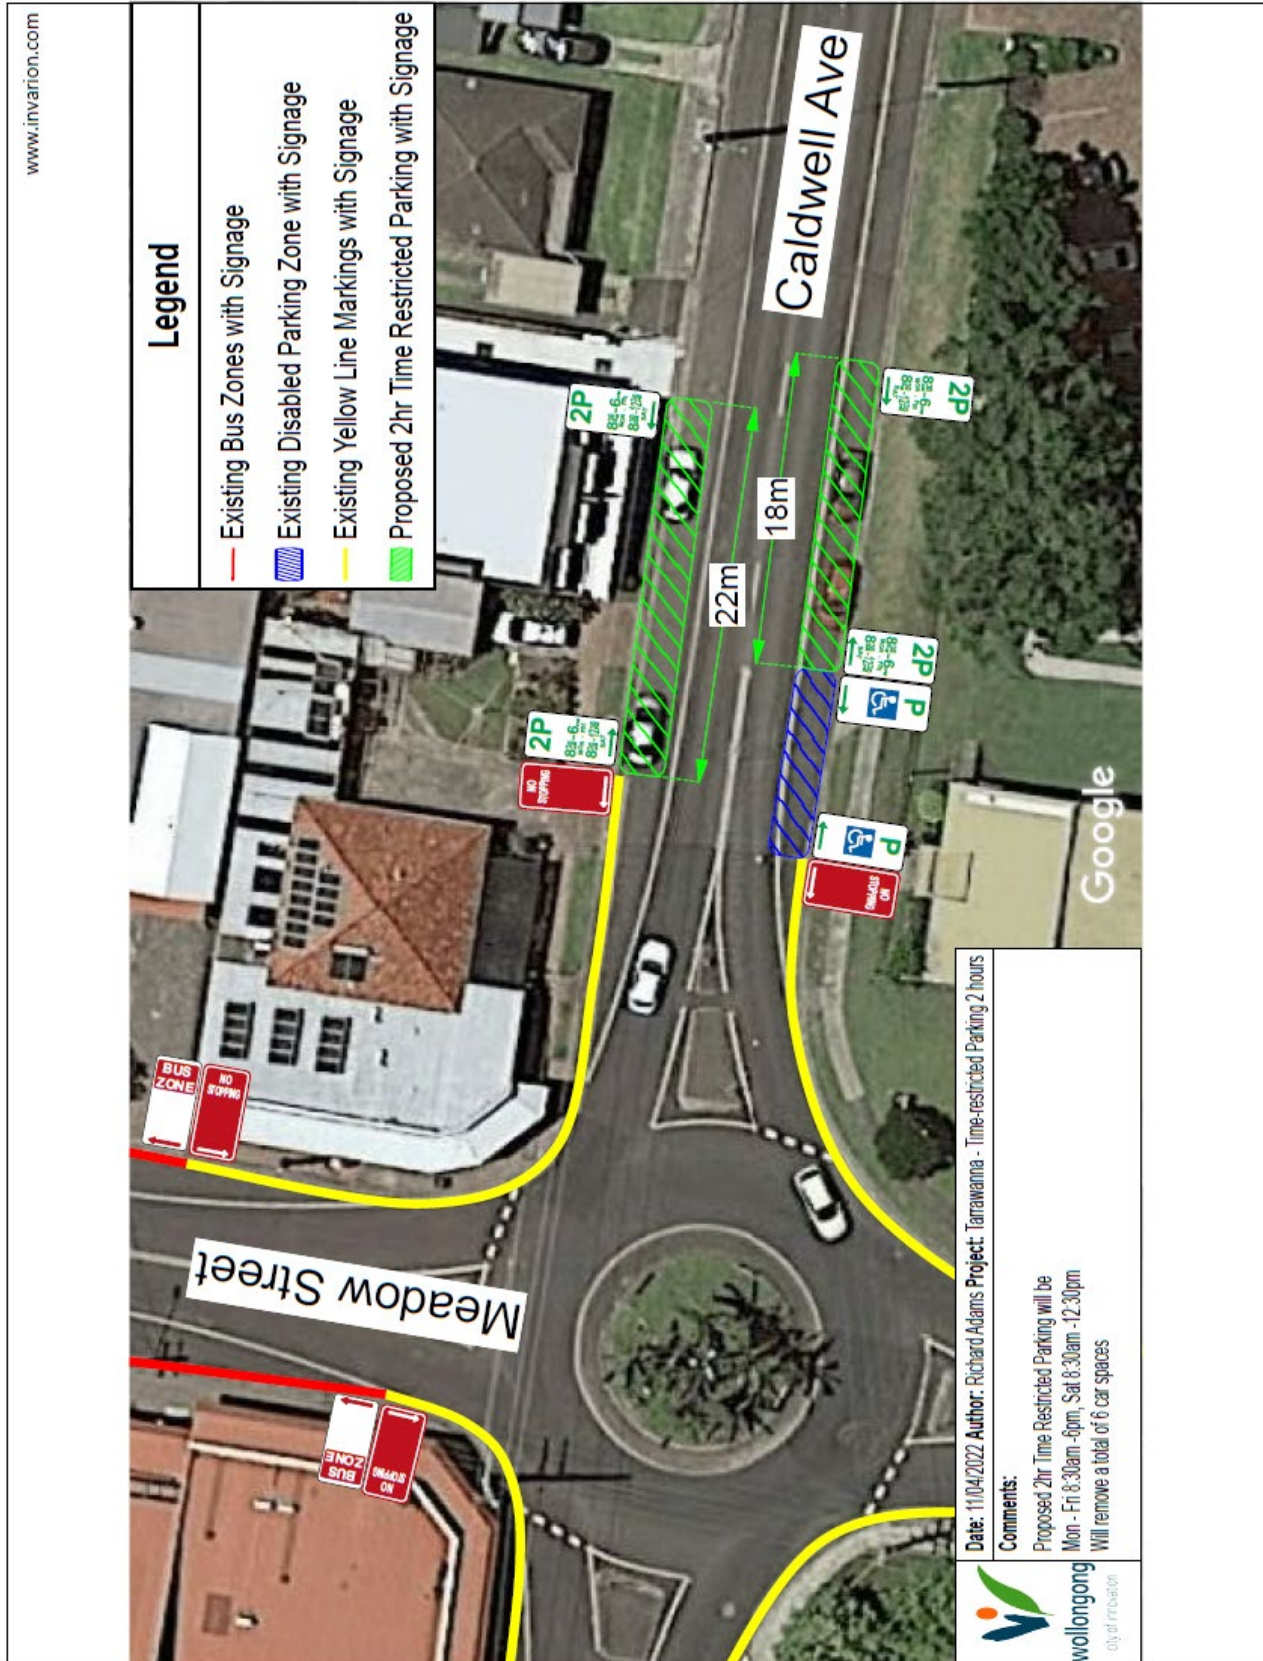 www.invarion.com
Legend
Existing Bus Zones with Signage
Existing Disabled Parking Zone with Signage
Existing Yellow Line Markings with Signage
Proposed 2hr Time Restricted Parking with Signage
Caldwell Ave
Meadow Street
22m
18m
2P
2P
2P
2P
P
P
NO
STOPPING
NO
STOPPING
BUS
ZONE
NO
STOPPING
BUS
ZONE
NO
STOPPING
Google
Date: 11/04/2022 Author: Richard Adams Project: Tarrawanna - Time-restricted Parking 2 hours
Comments:
Proposed 2hr Time Restricted Parking will be
Mon - Fri 8:30am -6pm, Sat 8:30am -12:30pm
Will remove a total of 6 car spaces
wollongong
city of innovation